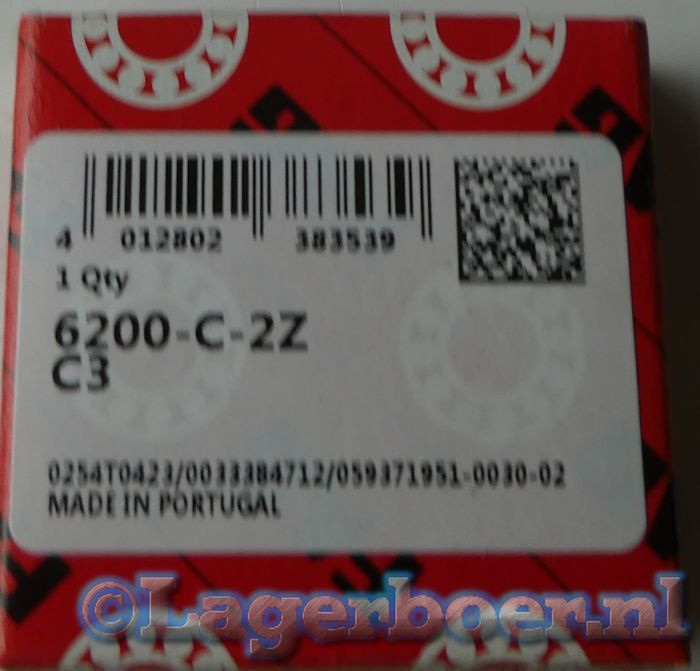 4 012802 383539
1 Qty
6200-C-2Z
C3
0254T0423/0033384712/059371951-0030-02
MADE IN PORTUGAL
©Lagerboer.nl